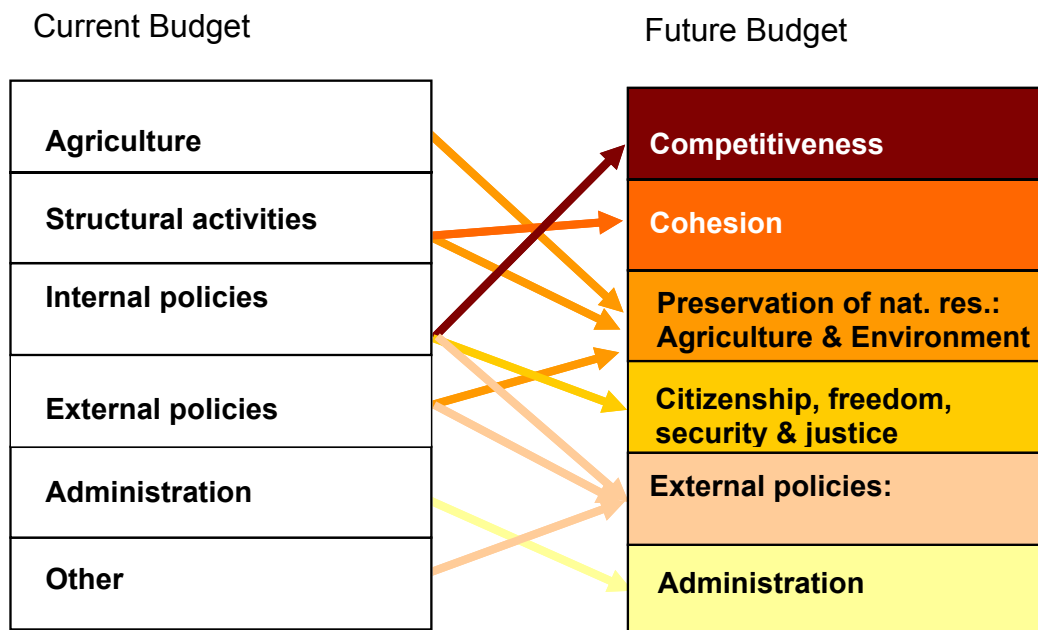 Current Budget
Agriculture
Structural activities
Internal policies
External policies
Administration
Other
Future Budget
Competitiveness
Cohesion
Preservation of nat. res.:
Agriculture & Environment
Citizenship, freedom,
security & justice
External policies:
Administration